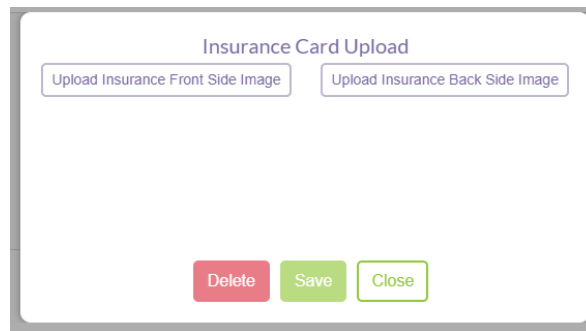 Insurance Card Upload
Upload Insurance Front Side Image Upload Insurance Back Side Image
Delete Save Close